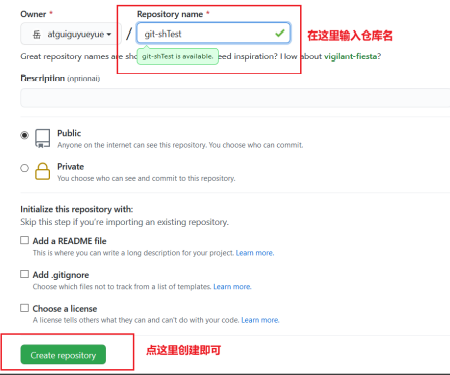 Owner *
Repository name *
岳 atguiguyueyue
/
git-shTest
在这里输入仓库名
Great repository names are sho eed inspiration? How about vigilant-fiesta?
git-shTest is available.
Description (optional)
Public
Anyone on the internet can see this repository. You choose who can commit.
Private
You choose who can see and commit to this repository.
Initialize this repository with:
Skip this step if you're importing an existing repository.
Add a README file
This is where you can write a long description for your project. Learn more.
Add .gitignore
Choose which files not to track from a list of templates. Learn more.
Choose a license
A license tells others what they can and can't do with your code. Learn more.
Create repository
点这里创建即可